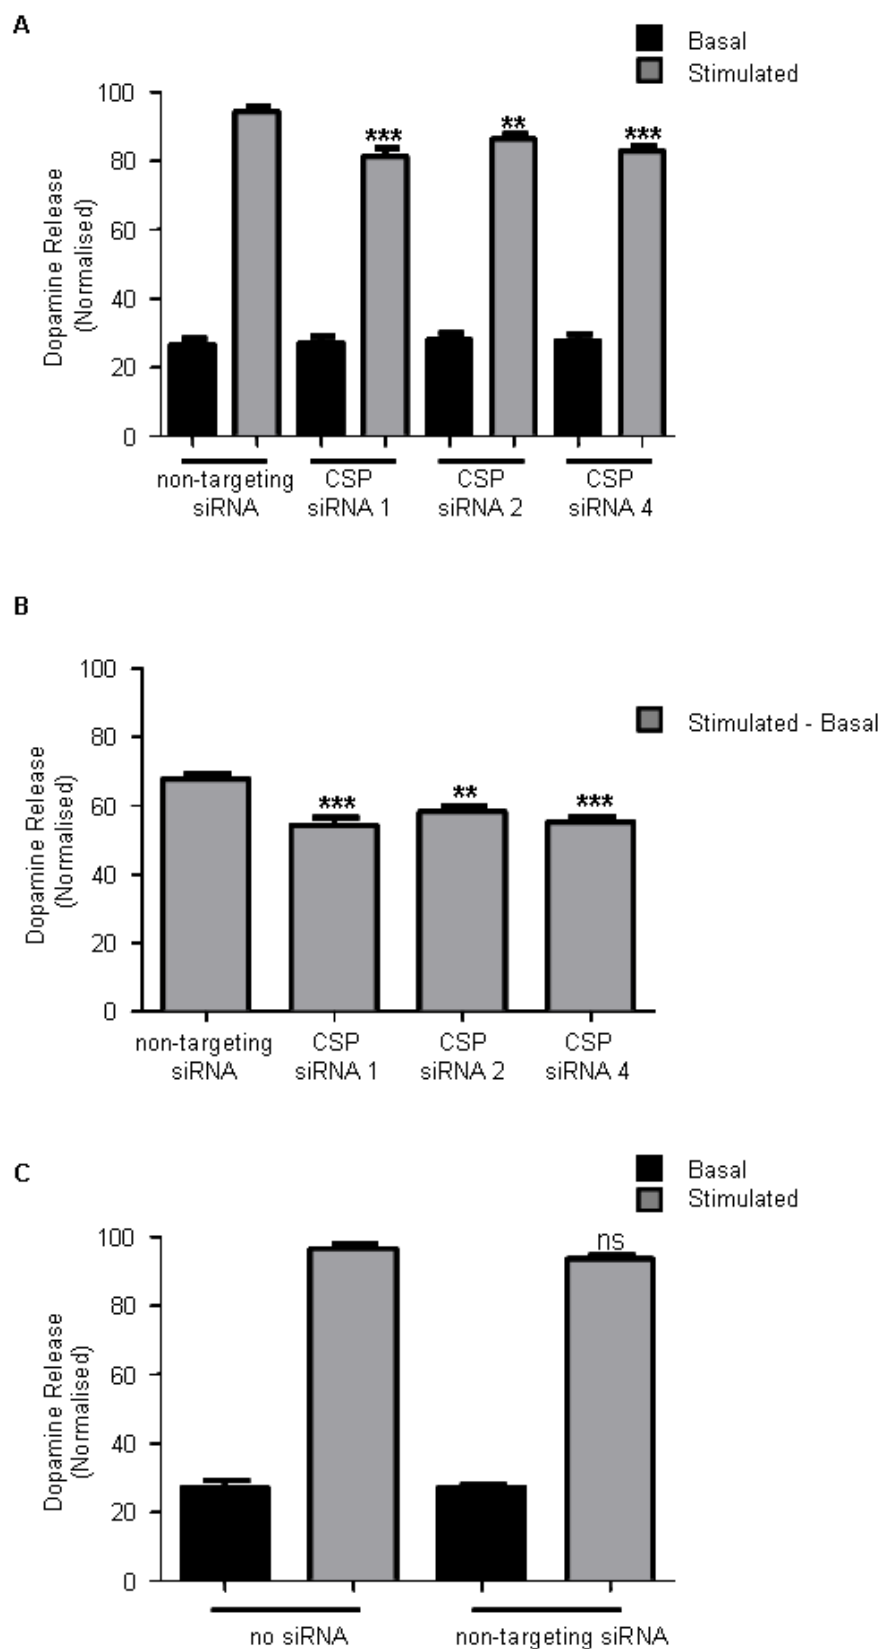 A
Basal
Stimulated
Dopamine Release
(Normalised)
100
80
60
40
20
0
***
**
***
non-targeting
siRNA
CSP
siRNA 1
CSP
siRNA 2
CSP
siRNA 4
B
Stimulated - Basal
Dopamine Release
(Normalised)
100
80
60
40
20
0
***
**
***
non-targeting
siRNA
CSP
siRNA 1
CSP
siRNA 2
CSP
siRNA 4
C
Basal
Stimulated
Dopamine Release
(Normalised)
100
80
60
40
20
0
ns
no siRNA
non-targeting siRNA